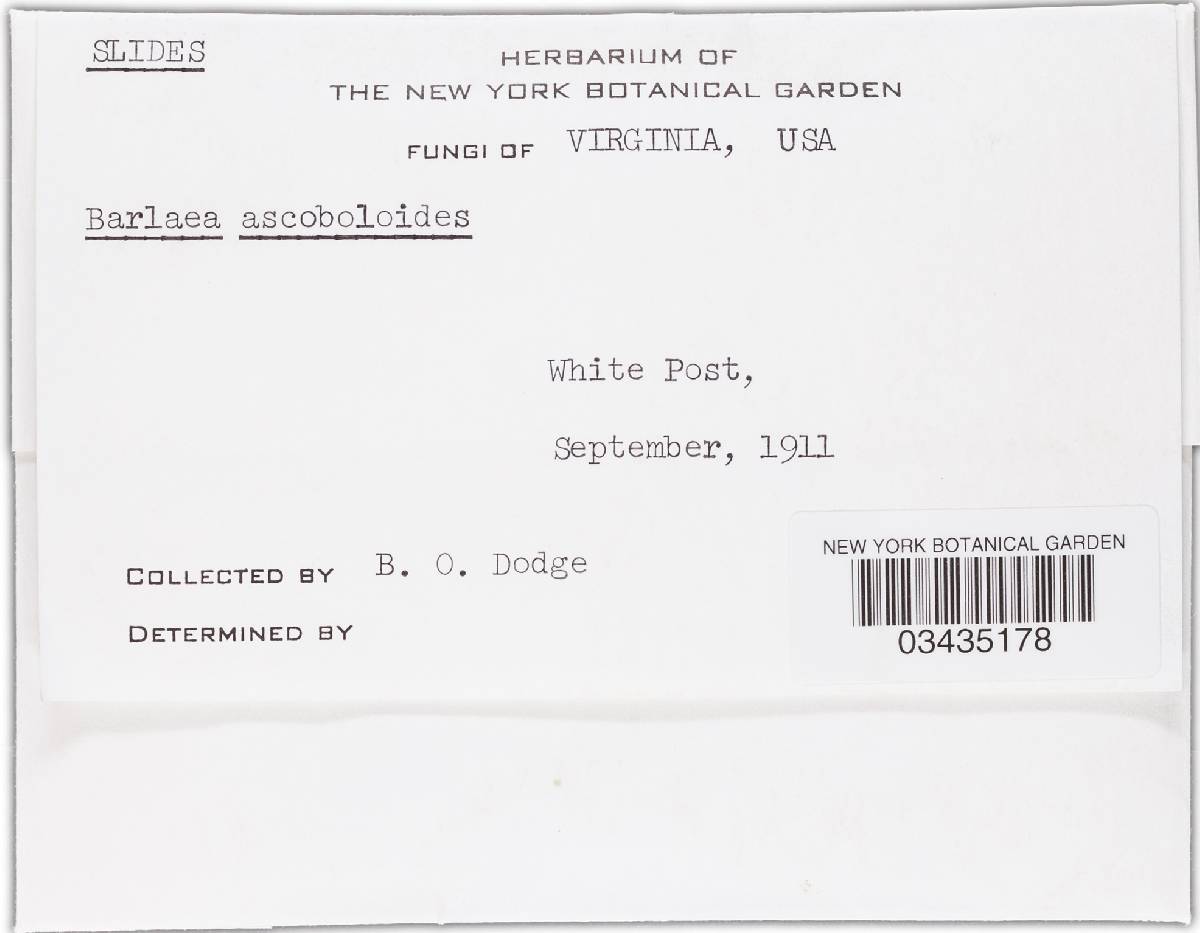 SLIDES
HERBARIUM OF
THE NEW YORK BOTANICAL GARDEN
FUNGI OF VIRGINIA, USA
Barlaea ascoboloides
White Post,
September, 1911
COLLECTED BY B. O. Dodge
DETERMINED BY
NEW YORK BOTANICAL GARDEN
03435178